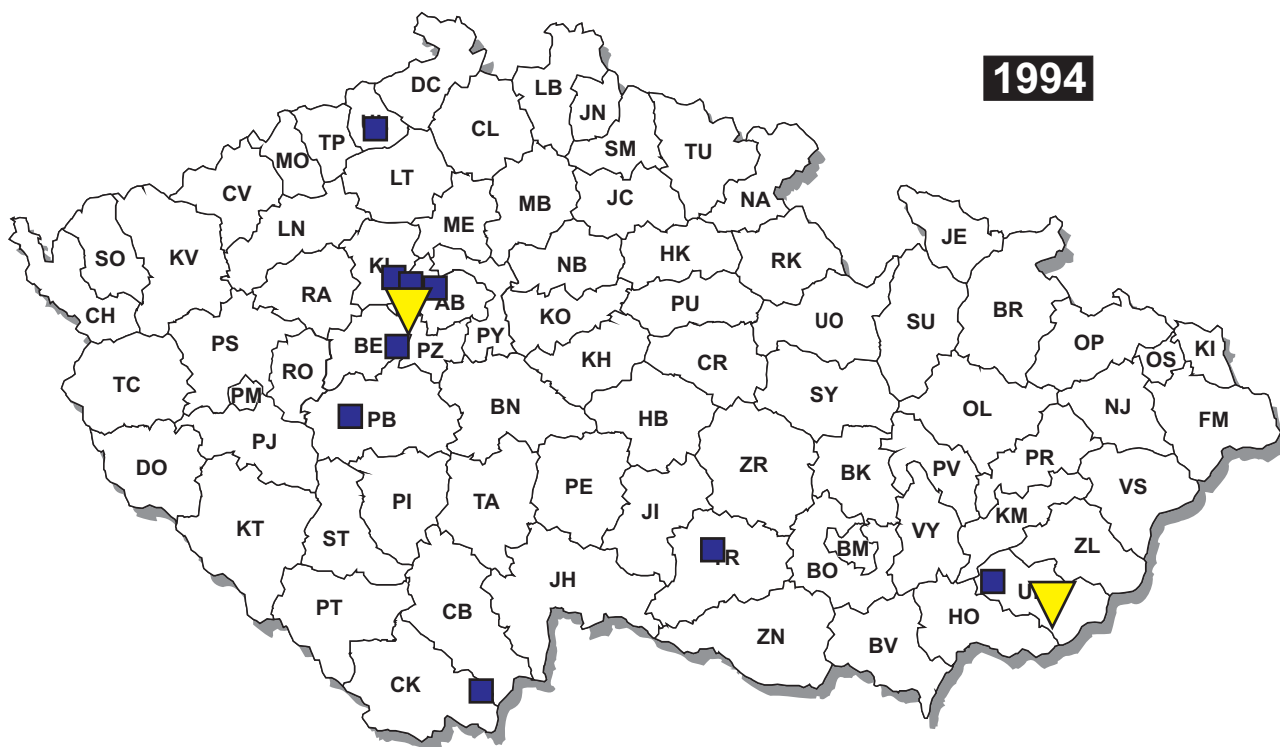 1994
DC
LB
JN
TP
CL
SM
TU
MO
LT
CV
MB
JC
NA
ME
LN
JE
SO
KV
NB
HK
RK
RA
AB
BR
CH
KO
PU
UO
SU
PS
BE
PZ
PY
OP
KI
OS
TC
RO
KH
CR
PM
SY
BN
OL
NJ
FM
PB
HB
PJ
DO
ZR
BK
PV
PR
VS
PE
KT
PI
TA
JI
KM
ST
VY
ZL
BM
BO
JH
PT
CB
HO
ZN
BV
CK